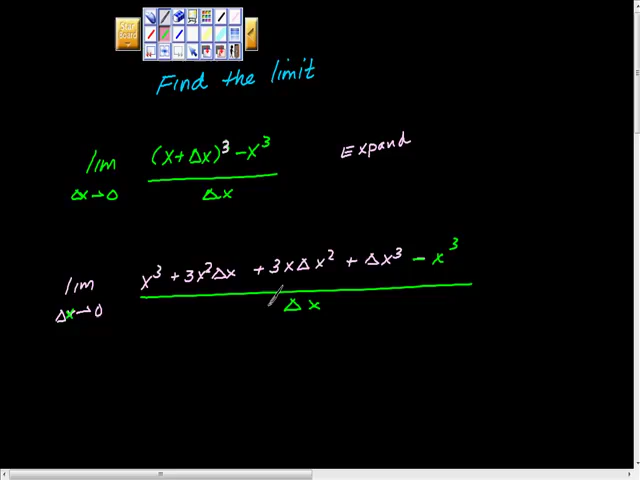 Star Board
Find the limit
lim (x+Δx)³ -x³ Expand
Δx→0 Δx
lim x³ + 3x²Δx + 3xΔx² + Δx³ - x³
Δx→0 Δx